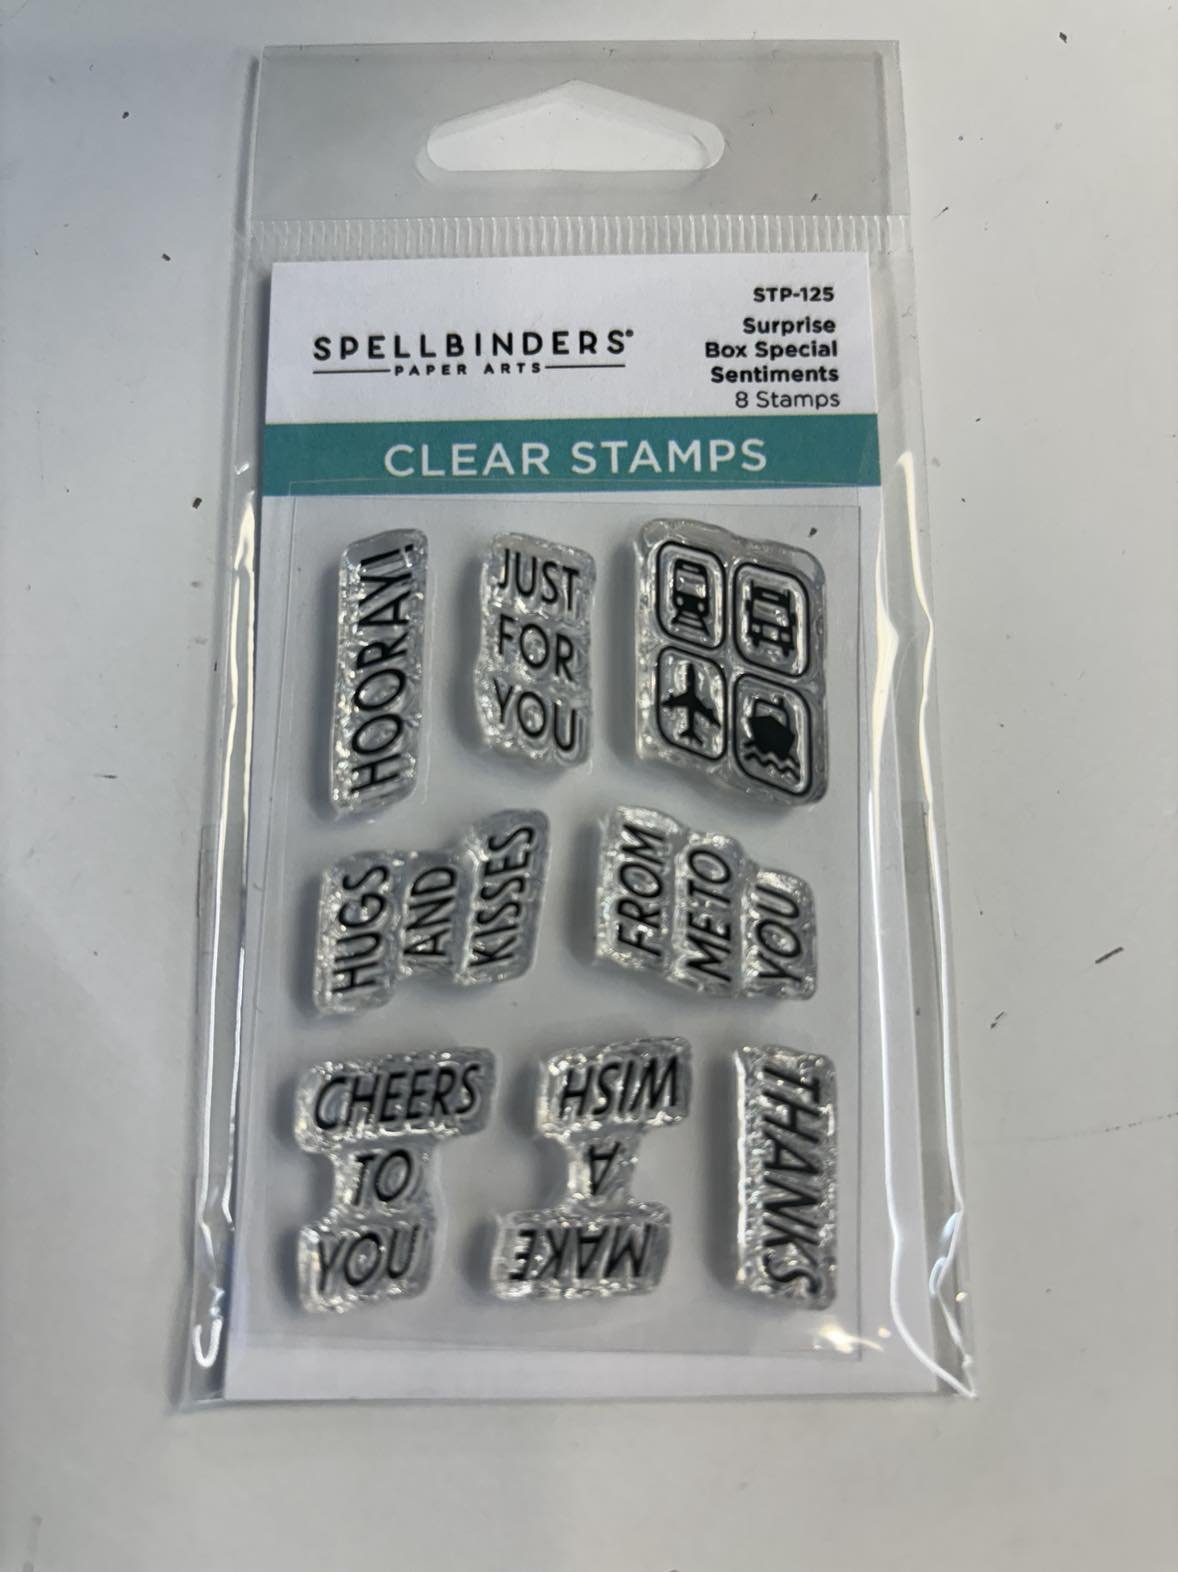 SPELLBINDERS®
PAPER ARTS
STP-125
Surprise
Box Special
Sentiments
8 Stamps
CLEAR STAMPS
HOORAY!
JUST
FOR
YOU
HUGS
AND
KISSES
FROM
ME TO
YOU
CHEERS
TO
YOU
MAKE
A
WISH
THANKS